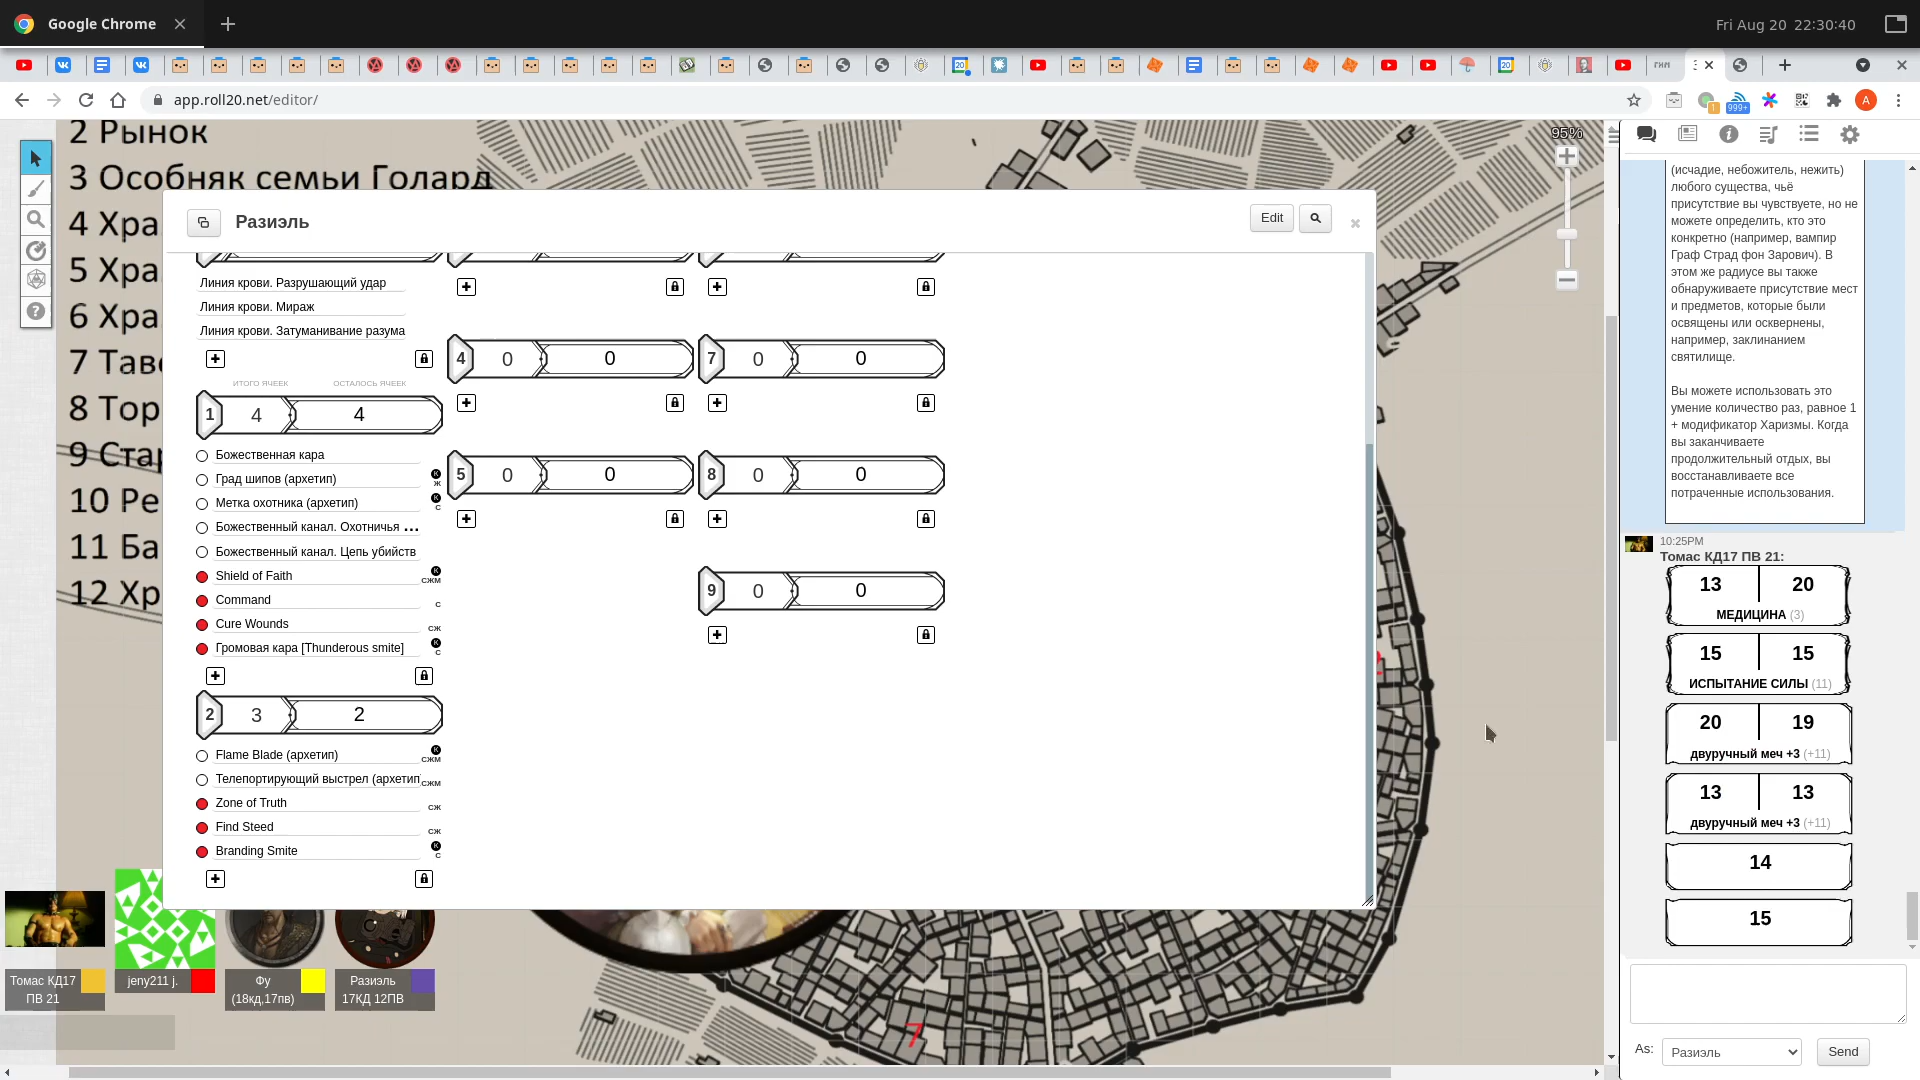 Google Chrome
Fri Aug 20 22:30:40
app.roll20.net/editor/
2 Рынок
3 Особняк семьи Голард
4 Хра
5 Хра
6 Хра
7 Таве
8 Тор
9 Стар
10 Ре
11 Ба
12 Хр
95%
Разиэль
Edit
Линия крови. Разрушающий удар
Линия крови. Мираж
Линия крови. Затуманивание разума
ИТОГО ЯЧЕЕК ОСТАЛОСЬ ЯЧЕЕК
1 4 4
Божественная кара
Град шипов (архетип) К Ж
Метка охотника (архетип) К С
Божественный канал. Охотничья ...
Божественный канал. Цепь убийств
Shield of Faith К СЖМ
Command С
Cure Wounds СЖ
Громовая кара [Thunderous smite] К С
2 3 2
Flame Blade (архетип) К СЖМ
Телепортирующий выстрел (архетип СЖМ
Zone of Truth СЖ
Find Steed СЖ
Branding Smite К С
4 0 0
5 0 0
7 0 0
8 0 0
9 0 0
7
Томас КД17
ПВ 21
jeny211 j.
Фу
(18кд,17пв)
Разиэль
17КД 12ПВ
(исчадие, небожитель, нежить)
любого существа, чьё
присутствие вы чувствуете, но не
можете определить, кто это
конкретно (например, вампир
Граф Страд фон Зарович). В
этом же радиусе вы также
обнаруживаете присутствие мест
и предметов, которые были
освящены или осквернены,
например, заклинанием
святилище.
Вы можете использовать это
умение количество раз, равное 1
+ модификатор Харизмы. Когда
вы заканчиваете
продолжительный отдых, вы
восстанавливаете все
потраченные использования.
10:25PM
Томас КД17 ПВ 21:
13 20
МЕДИЦИНА (3)
15 15
ИСПЫТАНИЕ СИЛЫ (11)
20 19
двуручный меч +3 (+11)
13 13
двуручный меч +3 (+11)
14
15
As: Разиэль Send